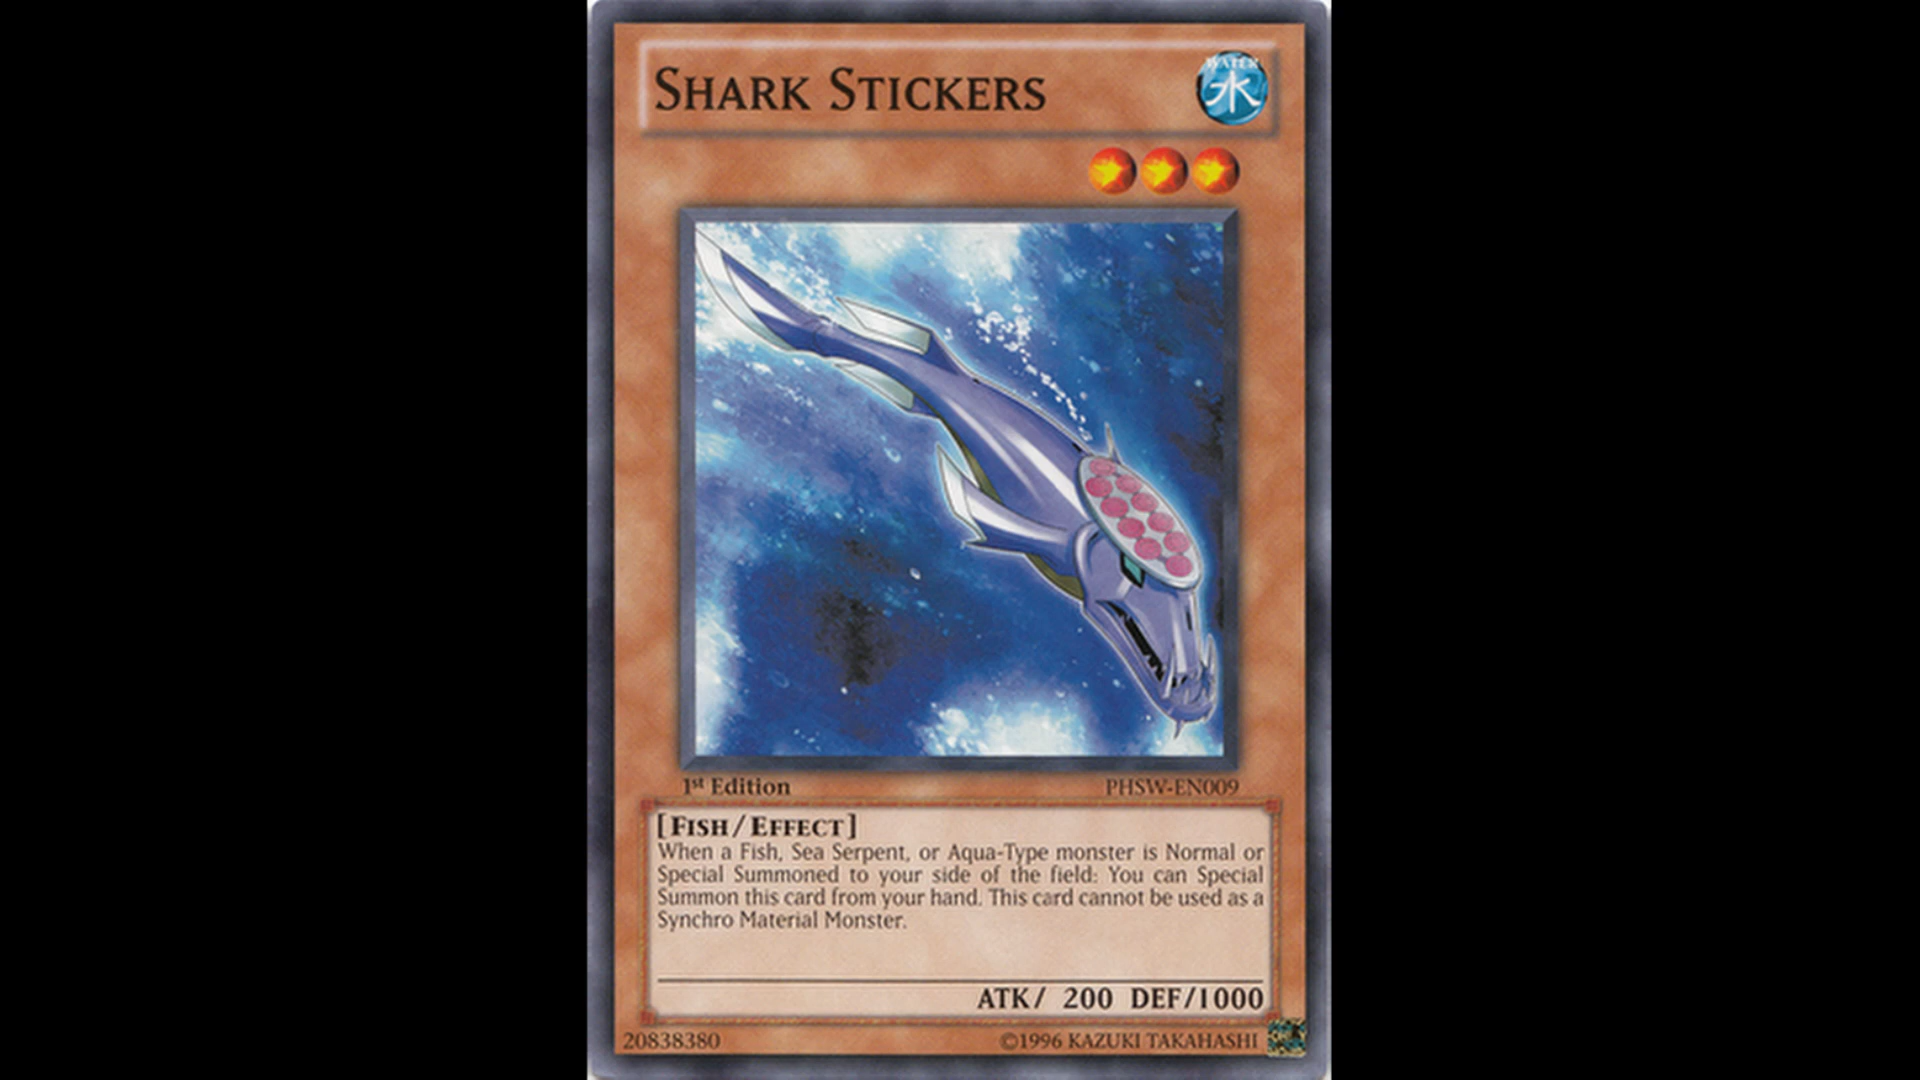 SHARK STICKERS
WATER
水
1st Edition
PHSW-EN009
[FISH/EFFECT]
When a Fish, Sea Serpent, or Aqua-Type monster is Normal or
Special Summoned to your side of the field: You can Special
Summon this card from your hand. This card cannot be used as a
Synchro Material Monster.
ATK/ 200 DEF/1000
20838380
©1996 KAZUKI TAKAHASHI